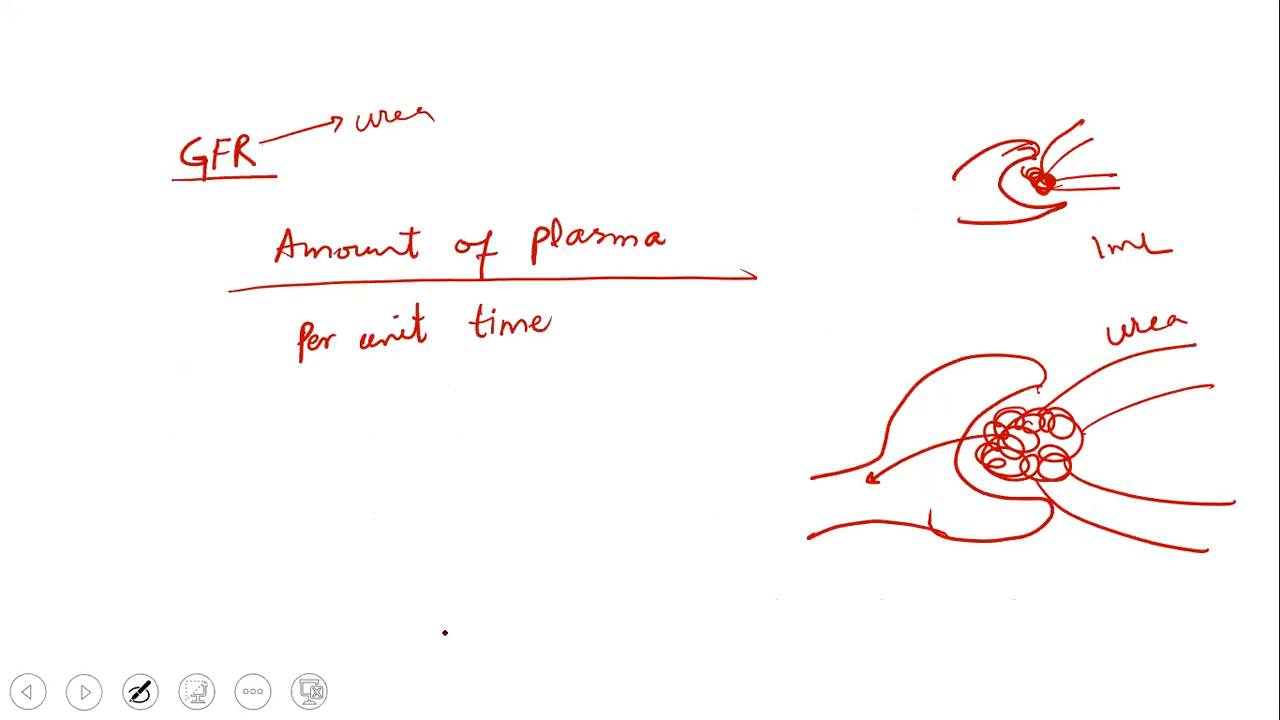 GFR → urea
Amount of plasma
Per unit time
1mL
urea